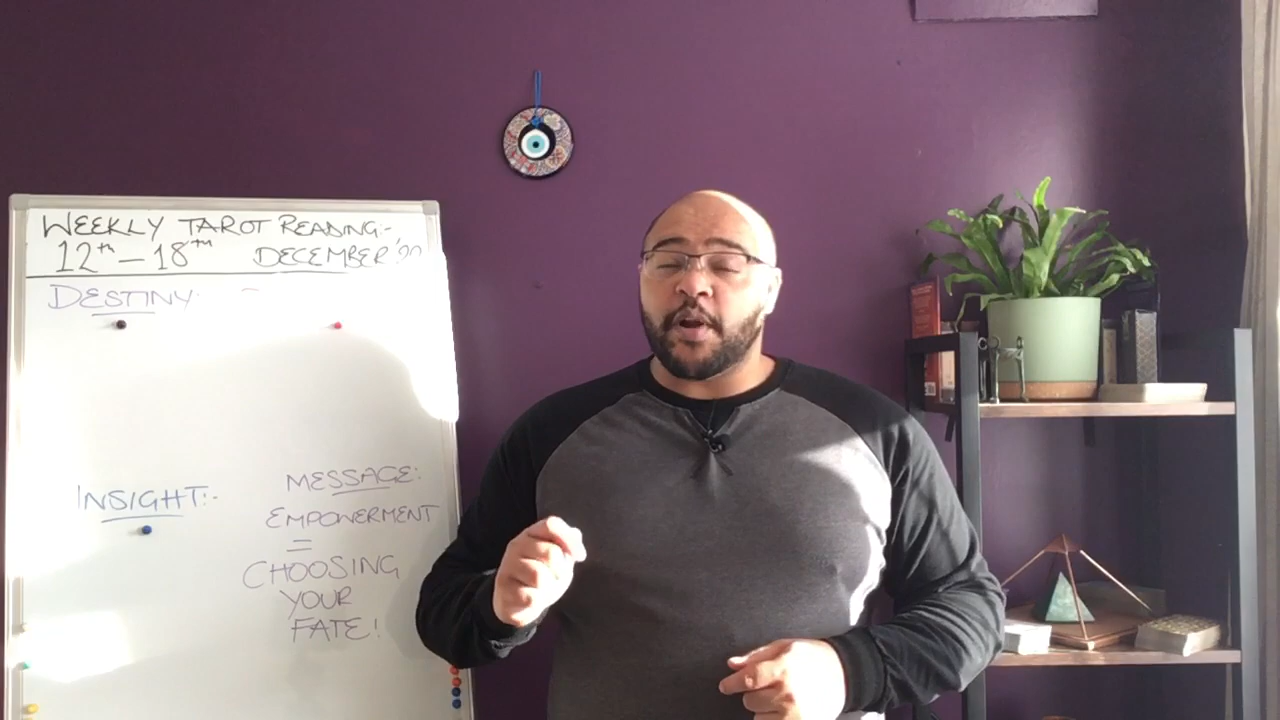 WEEKLY TAROT READING:-
12th – 18th DECEMBER '20
DESTINY:-
INSIGHT:-
MESSAGE:
EMPOWERMENT
=
CHOOSING
YOUR
FATE!